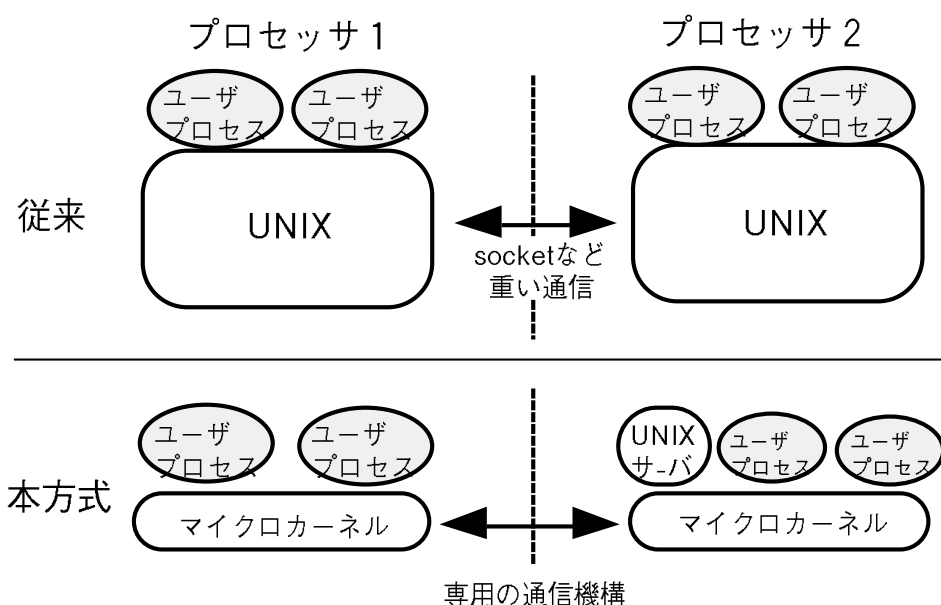 プロセッサ1
プロセッサ2
ユーザ
プロセス
ユーザ
プロセス
ユーザ
プロセス
ユーザ
プロセス
従来
UNIX
UNIX
socketなど
重い通信
ユーザ
プロセス
ユーザ
プロセス
UNIX
サ-バ
ユーザ
プロセス
ユーザ
プロセス
本方式
マイクロカーネル
マイクロカーネル
専用の通信機構